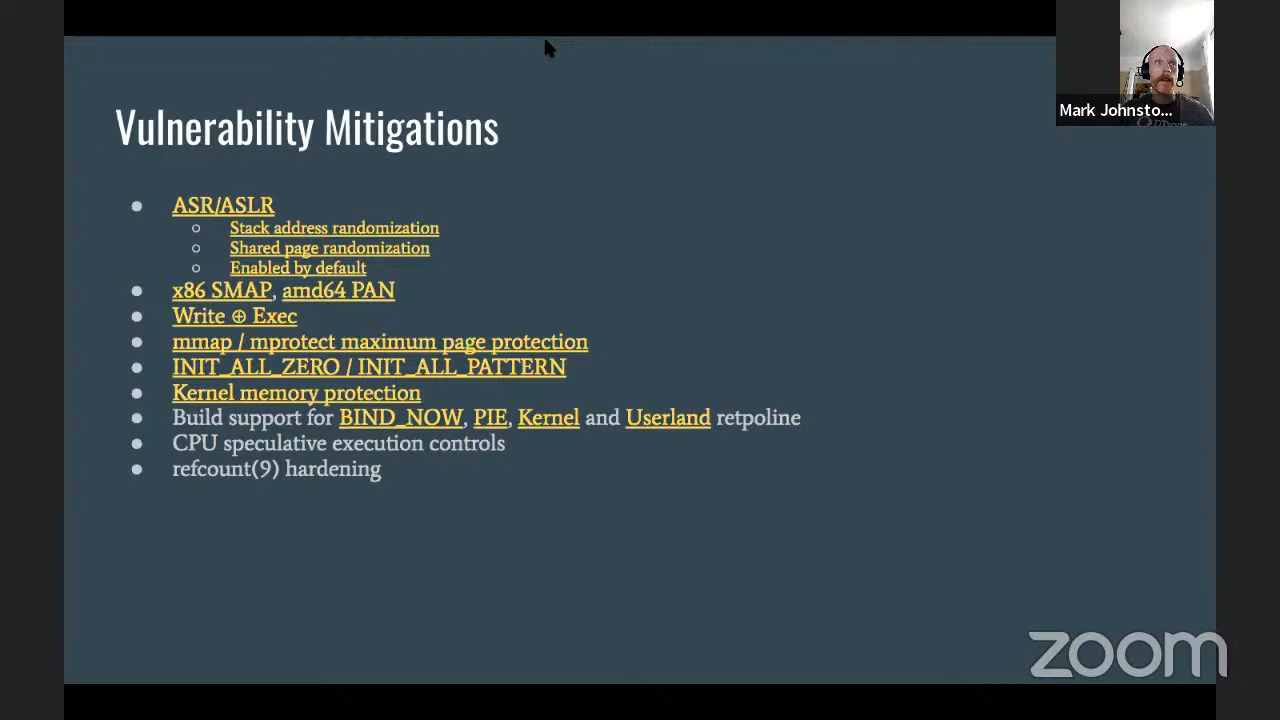 Vulnerability Mitigations
Mark Johnsto...
ASR/ASLR
Stack address randomization
Shared page randomization
Enabled by default
x86 SMAP, amd64 PAN
Write ⊕ Exec
mmap / mprotect maximum page protection
INIT_ALL_ZERO / INIT_ALL_PATTERN
Kernel memory protection
Build support for BIND_NOW, PIE, Kernel and Userland retpoline
CPU speculative execution controls
refcount(9) hardening
zoom